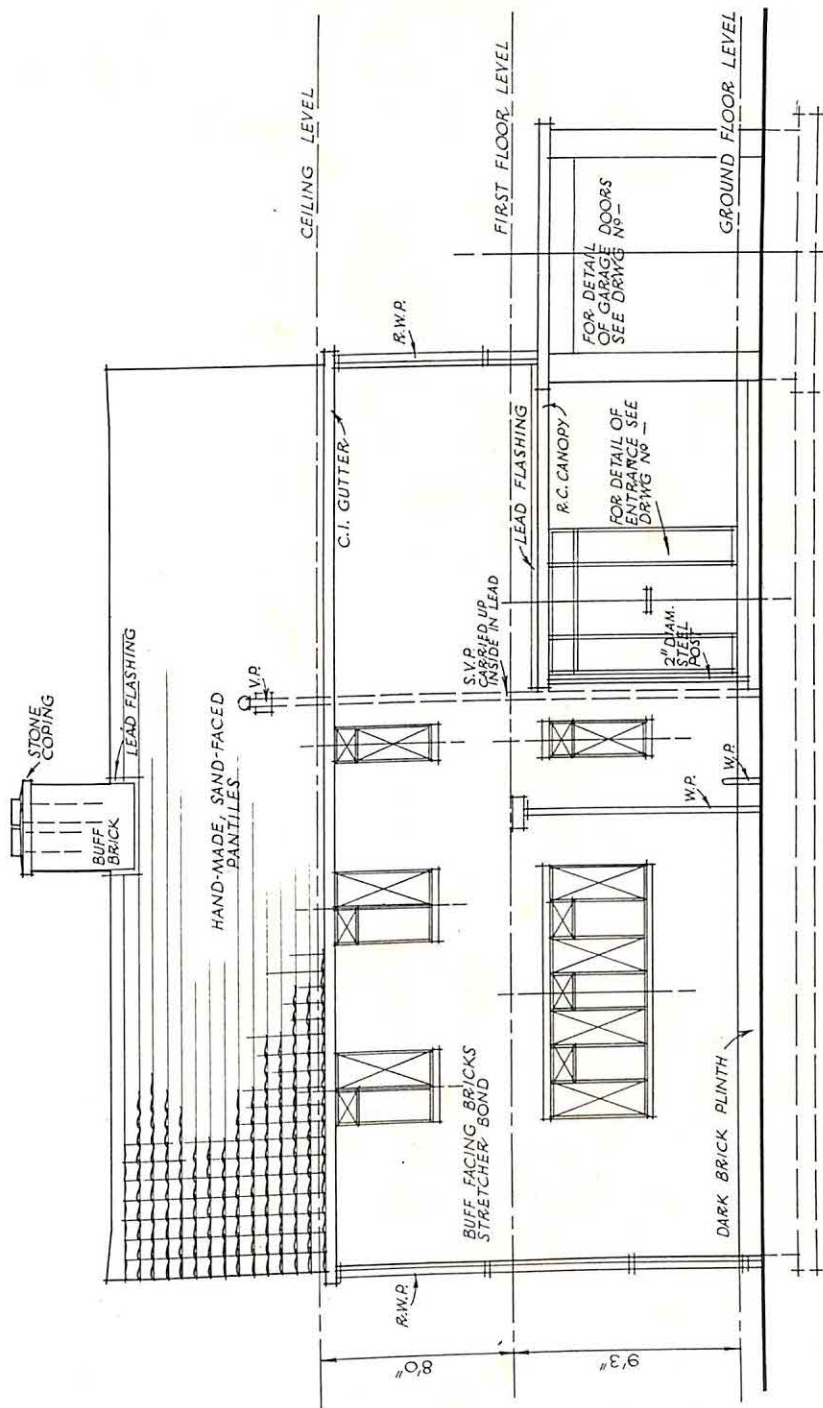 STONE
COPING
LEAD FLASHING
BUFF
BRICK
HAND-MADE, SAND-FACED
PANTILES
V.P.
CEILING LEVEL
C.I. GUTTER
R.W.P.
R.W.P.
8'0"
BUFF FACING BRICKS
STRETCHER BOND
S.V.P.
CARRIED UP
INSIDE IN LEAD
LEAD FLASHING
FIRST FLOOR LEVEL
R.C. CANOPY
FOR DETAIL
OF GARAGE DOORS
SEE DRWG Nº —
FOR DETAIL OF
ENTRANCE SEE
DRWG Nº —
2" DIAM.
STEEL
POST
W.P.
W.P.
9'3"
DARK BRICK PLINTH
GROUND FLOOR LEVEL